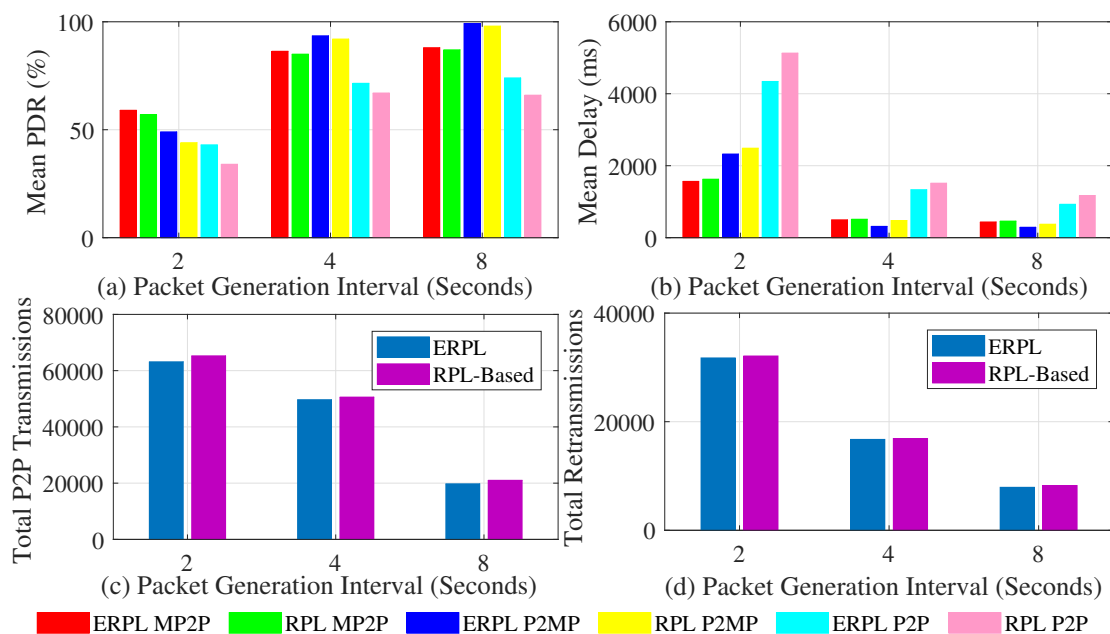 Mean PDR (%)
100
50
0
2
4
8
(a) Packet Generation Interval (Seconds)
Mean Delay (ms)
6000
4000
2000
0
2
4
8
(b) Packet Generation Interval (Seconds)
Total P2P Transmissions
80000
60000
40000
20000
0
2
4
8
ERPL
RPL-Based
(c) Packet Generation Interval (Seconds)
Total Retransmissions
40000
20000
0
2
4
8
ERPL
RPL-Based
(d) Packet Generation Interval (Seconds)
ERPL MP2P
RPL MP2P
ERPL P2MP
RPL P2MP
ERPL P2P
RPL P2P